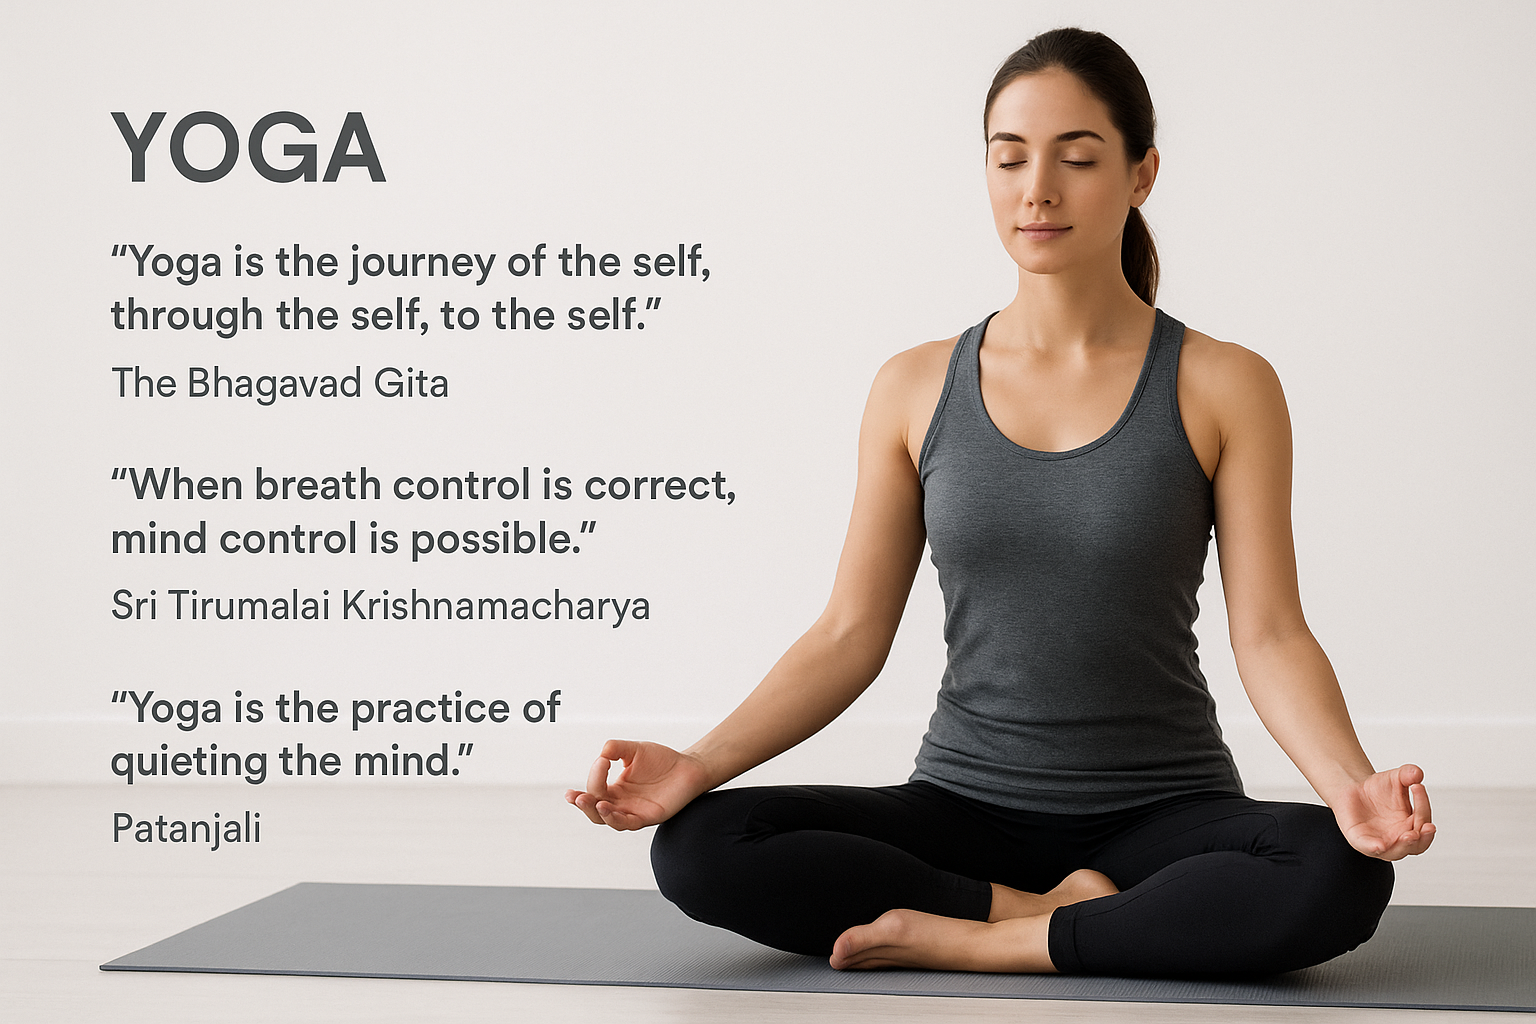 YOGA
“Yoga is the journey of the self,
through the self, to the self.”
The Bhagavad Gita
“When breath control is correct,
mind control is possible.”
Sri Tirumalai Krishnamacharya
“Yoga is the practice of
quieting the mind.”
Patanjali